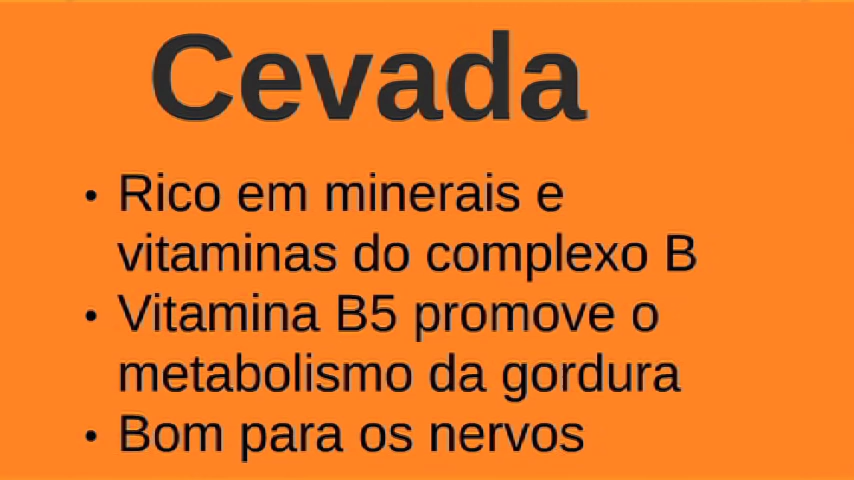 Cevada
• Rico em minerais e
vitaminas do complexo B
• Vitamina B5 promove o
metabolismo da gordura
• Bom para os nervos